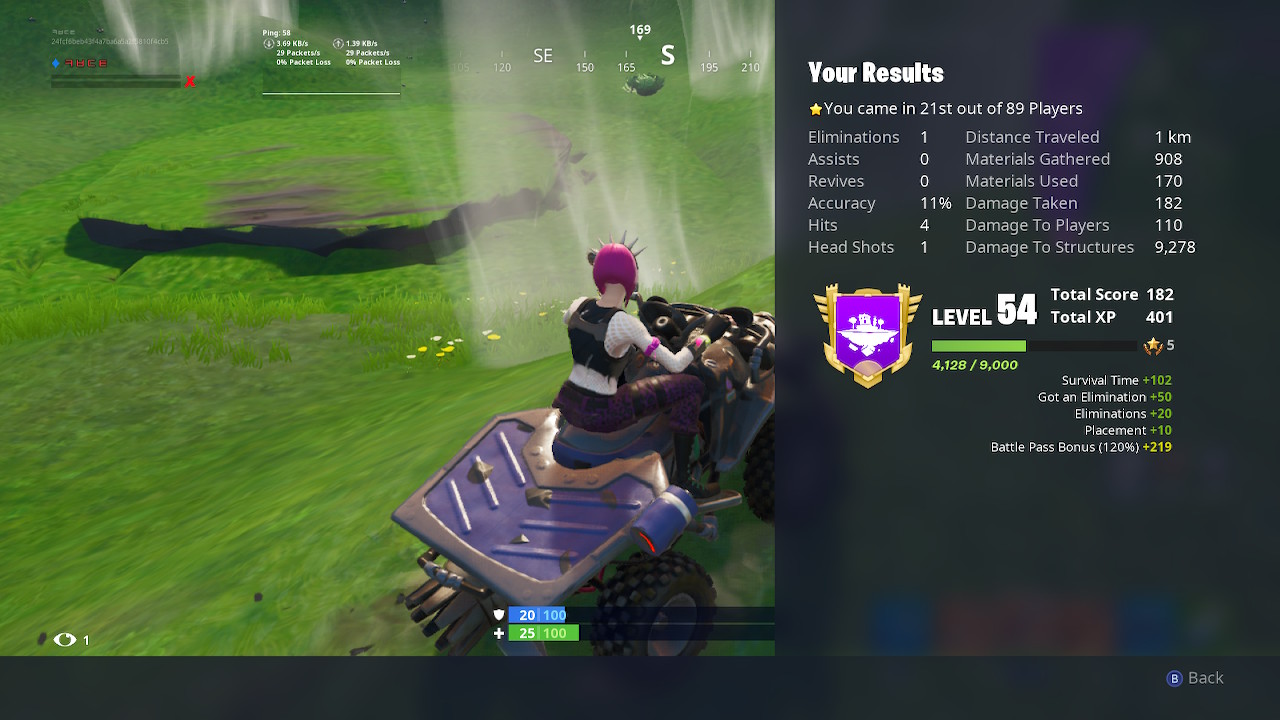 Ping: 58
3.69 KB/s 1.39 KB/s
29 Packets/s 29 Packets/s
0% Packet Loss 0% Packet Loss
169
105 120 SE 150 165 S 195 210
X
Your Results
You came in 21st out of 89 Players
Eliminations 1 Distance Traveled 1 km
Assists 0 Materials Gathered 908
Revives 0 Materials Used 170
Accuracy 11% Damage Taken 182
Hits 4 Damage To Players 110
Head Shots 1 Damage To Structures 9,278
LEVEL 54
Total Score 182
Total XP 401
5
4,128 / 9,000
Survival Time +102
Got an Elimination +50
Eliminations +20
Placement +10
Battle Pass Bonus (120%) +219
20 100
25 100
1
B Back